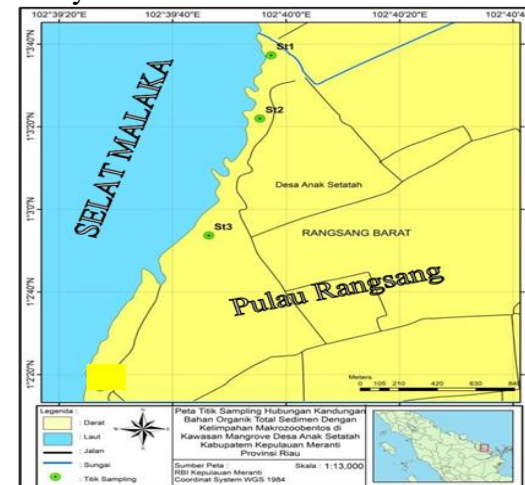 102°39'20"E 102°39'40"E 102°40'0"E 102°40'20"E
1°3'40"N
1°3'20"N
1°3'0"N
1°2'40"N
1°2'20"N
St1
St2
St3
SELAT MALAKA
Desa Anak Setatah
RANGSANG BARAT
Pulau Rangsang
Meters
0 105 210 420 630 840
Legenda :
: Darat
: Laut
: Jalan
: Sungai
: Titik Sampling
Peta Titik Sampling Hubungan Kandungan
Bahan Organik Total Sedimen Dengan
Kelimpahan Makrozoobentos di
Kawasan Mangrove Desa Anak Setatah
Kabupatem Kepulauan Meranti
Provinsi Riau
Sumber Peta :
RBI Kepulauan Meranti
Coordinat System WGS 1984
Skala : 1:13,000